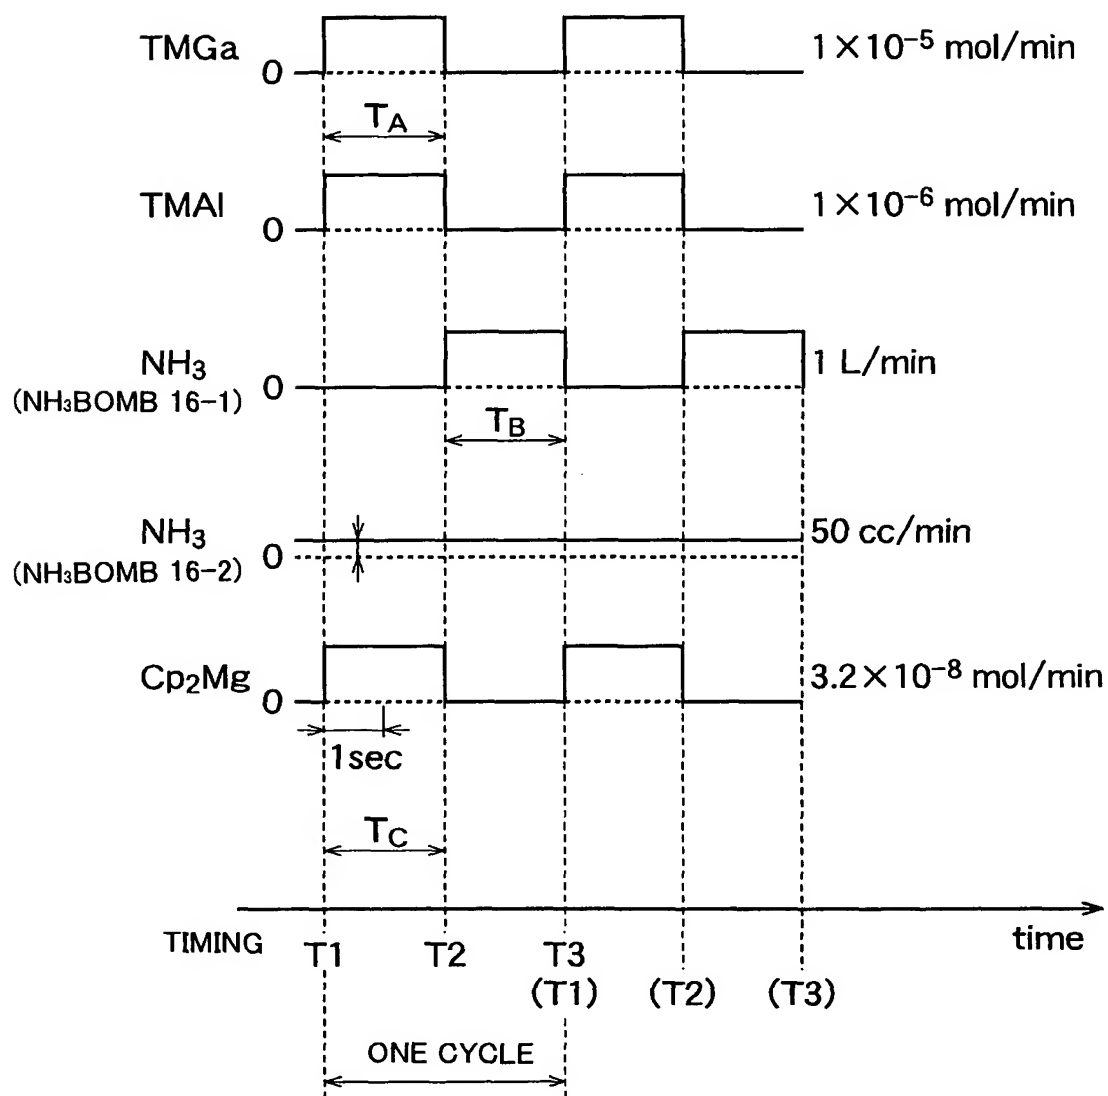 TMGa
0
1×10⁻⁵ mol/min
T_A
TMAl
0
1×10⁻⁶ mol/min
NH₃
(NH₃BOMB 16-1)
0
1 L/min
T_B
NH₃
(NH₃BOMB 16-2)
0
50 cc/min
Cp₂Mg
0
3.2×10⁻⁸ mol/min
1sec
T_C
TIMING
time
T1 T2 T3
(T1) (T2) (T3)
ONE CYCLE